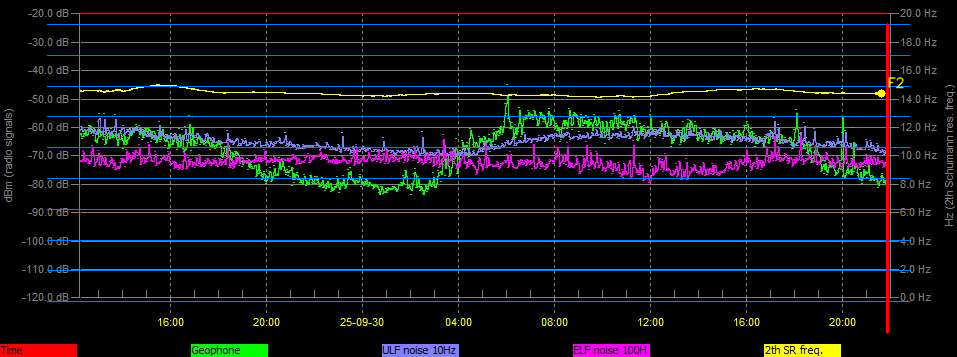 -20.0 dB
20.0 Hz
-30.0 dB
18.0 Hz
-40.0 dB
16.0 Hz
F2
-50.0 dB
14.0 Hz
-60.0 dB
12.0 Hz
-70.0 dB
10.0 Hz
-80.0 dB
8.0 Hz
-90.0 dB
6.0 Hz
-100.0 dB
4.0 Hz
-110.0 dB
2.0 Hz
-120.0 dB
0.0 Hz
dBm (radio signals)
Hz (2th Schumann res. freq.)
16:00 20:00 25-09-30 04:00 08:00 12:00 16:00 20:00
Time Geophone ULF noise 10Hz ELF noise 100H 2th SR freq.